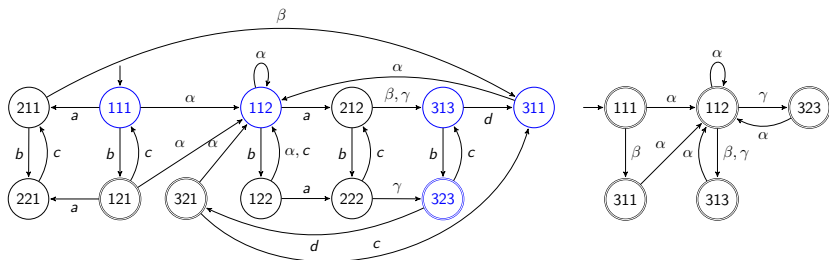 β
α α
211 a 111 α 112 a 212 β,γ 313 d 311 111 α 112 γ 323
b c b c α α b α,c b c b c β α α β,γ α
221 a 121 321 122 a 222 γ 323 311 313
d c